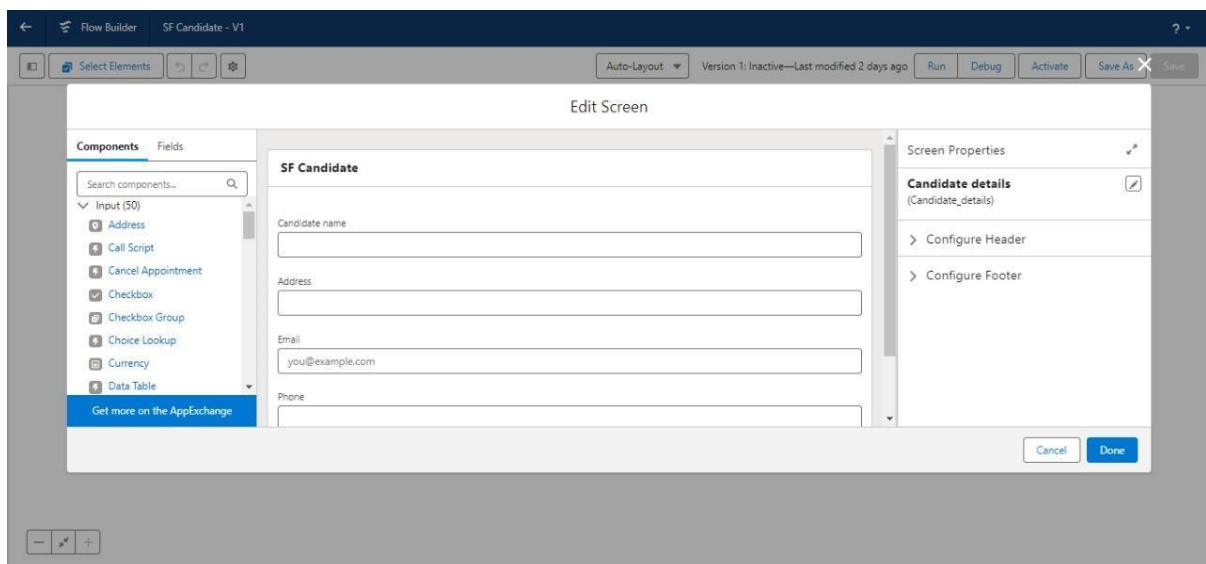 Flow Builder SF Candidate - V1 ?
Select Elements Auto-Layout Version 1: Inactive—Last modified 2 days ago Run Debug Activate Save As Save
Edit Screen
Components Fields
Search components...
Input (50)
Address
Call Script
Cancel Appointment
Checkbox
Checkbox Group
Choice Lookup
Currency
Data Table
Get more on the AppExchange
SF Candidate
Candidate name
Address
Email
you@example.com
Phone
Screen Properties
Candidate details
(Candidate_details)
Configure Header
Configure Footer
Cancel Done